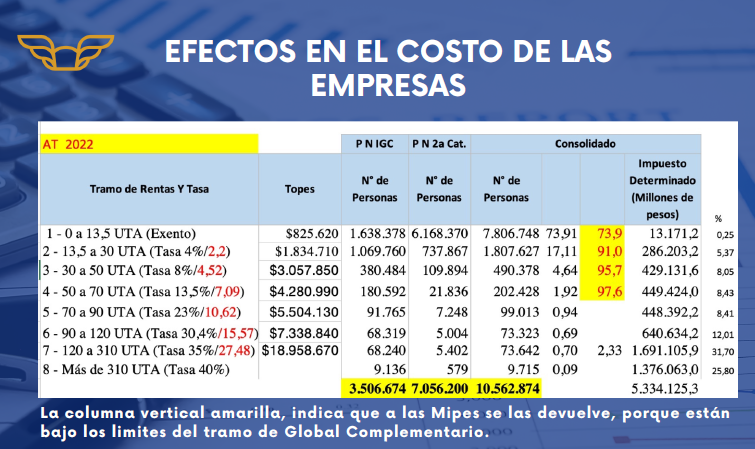 EFECTOS EN EL COSTO DE LAS
EMPRESAS
AT 2022
P N IGC P N 2a Cat. Consolidado
Tramo de Rentas Y Tasa Topes N° de Personas N° de Personas N° de Personas Impuesto Determinado (Millones de pesos) %
1 - 0 a 13,5 UTA (Exento) $825.620 1.638.378 6.168.370 7.806.748 73,91 73,9 13.171,2 0,25
2 - 13,5 a 30 UTA (Tasa 4%/2,2) $1.834.710 1.069.760 737.867 1.807.627 17,11 91,0 286.203,2 5,37
3 - 30 a 50 UTA (Tasa 8%/4,52) $3.057.850 380.484 109.894 490.378 4,64 95,7 429.131,6 8,05
4 - 50 a 70 UTA (Tasa 13,5%/7,09) $4.280.990 180.592 21.836 202.428 1,92 97,6 449.424,0 8,43
5 - 70 a 90 UTA (Tasa 23%/10,62) $5.504.130 91.765 7.248 99.013 0,94 448.392,2 8,41
6 - 90 a 120 UTA (Tasa 30,4%/15,57) $7.338.840 68.319 5.004 73.323 0,69 640.634,2 12,01
7 - 120 a 310 UTA (Tasa 35%/27,48) $18.958.670 68.240 5.402 73.642 0,70 2,33 1.691.105,9 31,70
8 - Más de 310 UTA (Tasa 40%) 9.136 579 9.715 0,09 1.376.063,0 25,80
3.506.674 7.056.200 10.562.874 5.334.125,3
La columna vertical amarilla, indica que a las Mipes se las devuelve, porque están
bajo los limites del tramo de Global Complementario.